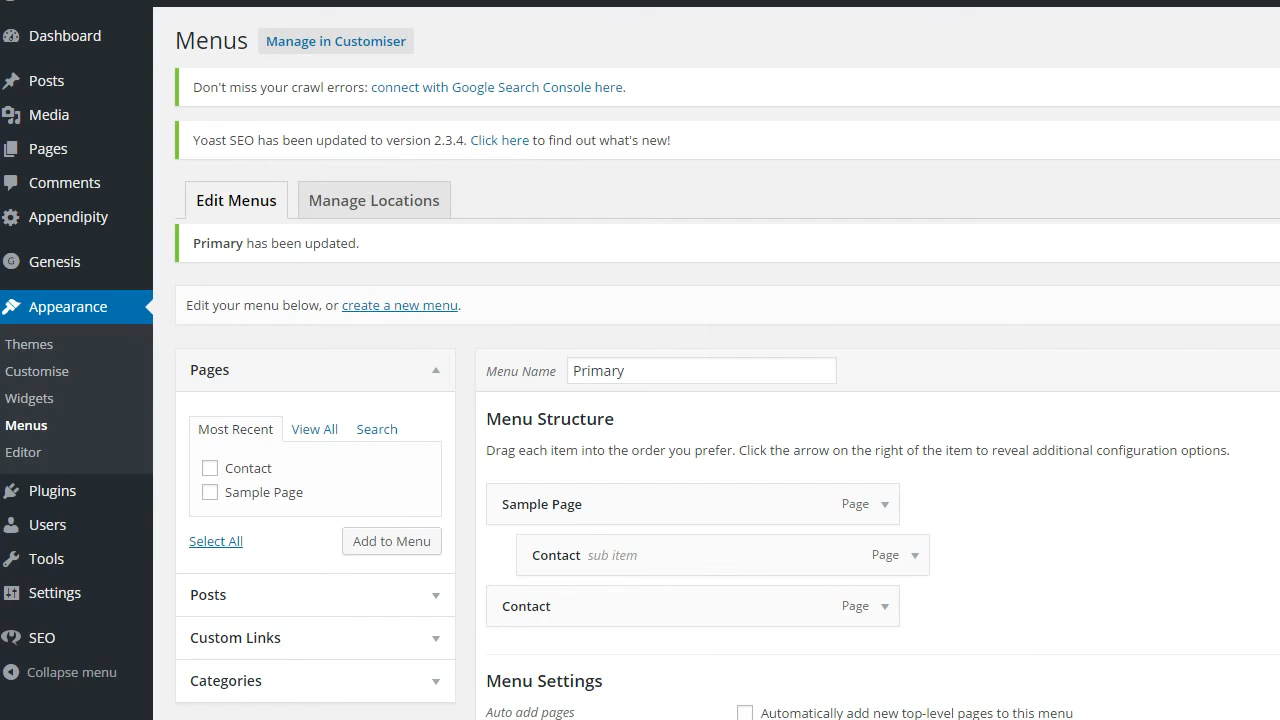 Dashboard
Posts
Media
Pages
Comments
Appendipity
Genesis
Appearance
Themes
Customise
Widgets
Menus
Editor
Plugins
Users
Tools
Settings
SEO
Collapse menu
Menus
Manage in Customiser
Don't miss your crawl errors: connect with Google Search Console here.
Yoast SEO has been updated to version 2.3.4. Click here to find out what's new!
Edit Menus
Manage Locations
Primary has been updated.
Edit your menu below, or create a new menu.
Pages
Most Recent
View All
Search
Contact
Sample Page
Select All
Add to Menu
Posts
Custom Links
Categories
Menu Name
Primary
Menu Structure
Drag each item into the order you prefer. Click the arrow on the right of the item to reveal additional configuration options.
Sample Page
Page
Contact sub item
Page
Contact
Page
Menu Settings
Auto add pages
Automatically add new top-level pages to this menu